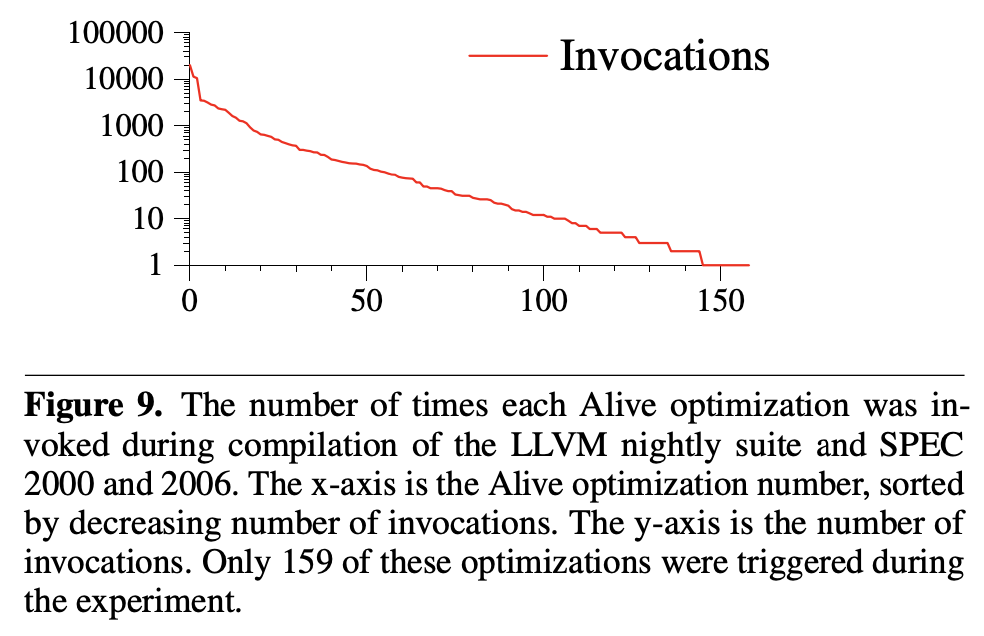 100000
Invocations
10000
1000
100
10
1
0 50 100 150
Figure 9. The number of times each Alive optimization was in-
voked during compilation of the LLVM nightly suite and SPEC
2000 and 2006. The x-axis is the Alive optimization number, sorted
by decreasing number of invocations. The y-axis is the number of
invocations. Only 159 of these optimizations were triggered during
the experiment.